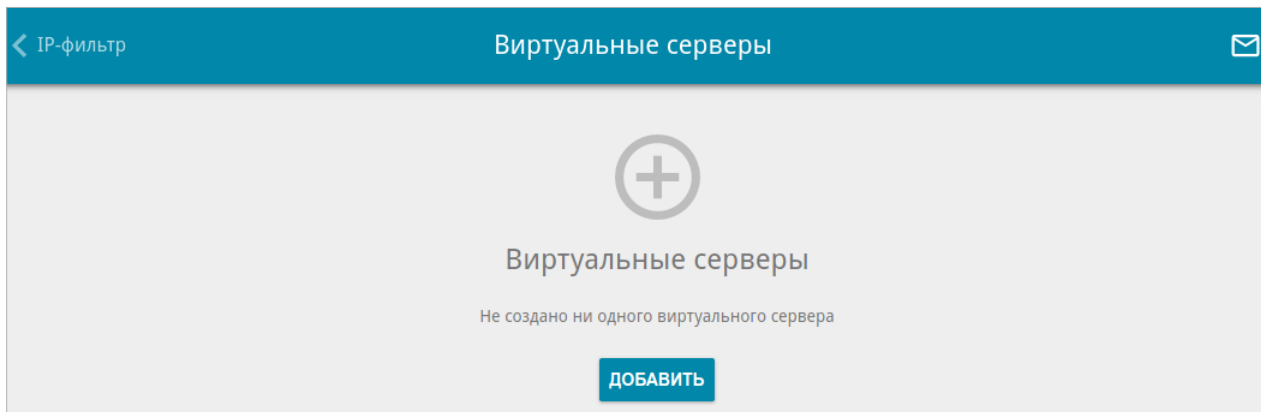 IP-фильтр
Виртуальные серверы
Виртуальные серверы
Не создано ни одного виртуального сервера
ДОБАВИТЬ